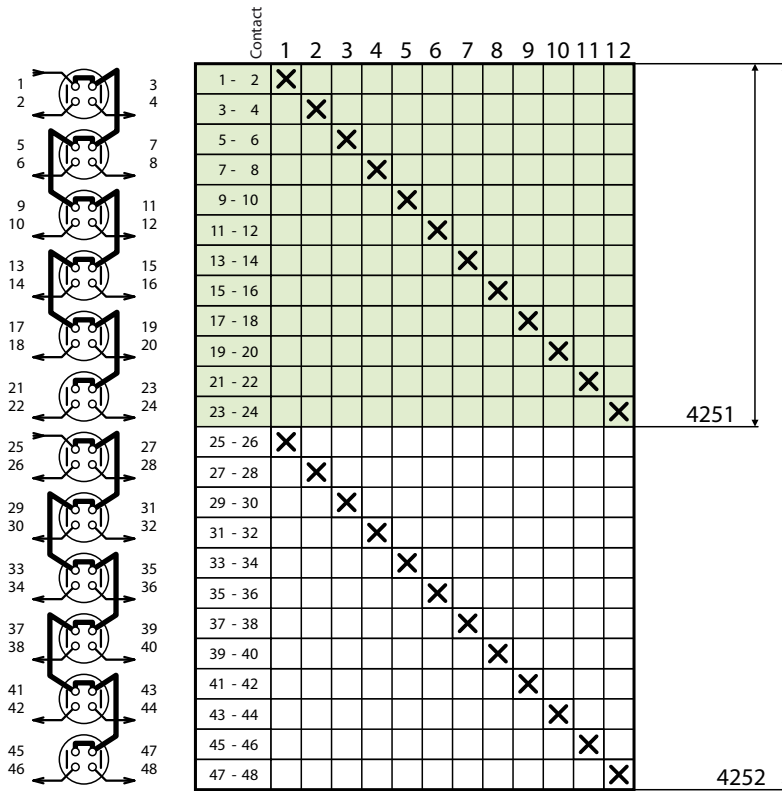 Contact 1 2 3 4 5 6 7 8 9 10 11 12
1 3
2 4
5 7
6 8
9 11
10 12
13 15
14 16
17 19
18 20
21 23
22 24
25 27
26 28
29 31
30 32
33 35
34 36
37 39
38 40
41 43
42 44
45 47
46 48
1 - 2 X
3 - 4 X
5 - 6 X
7 - 8 X
9 - 10 X
11 - 12 X
13 - 14 X
15 - 16 X
17 - 18 X
19 - 20 X
21 - 22 X
23 - 24 X 4251
25 - 26 X
27 - 28 X
29 - 30 X
31 - 32 X
33 - 34 X
35 - 36 X
37 - 38 X
39 - 40 X
41 - 42 X
43 - 44 X
45 - 46 X
47 - 48 X 4252